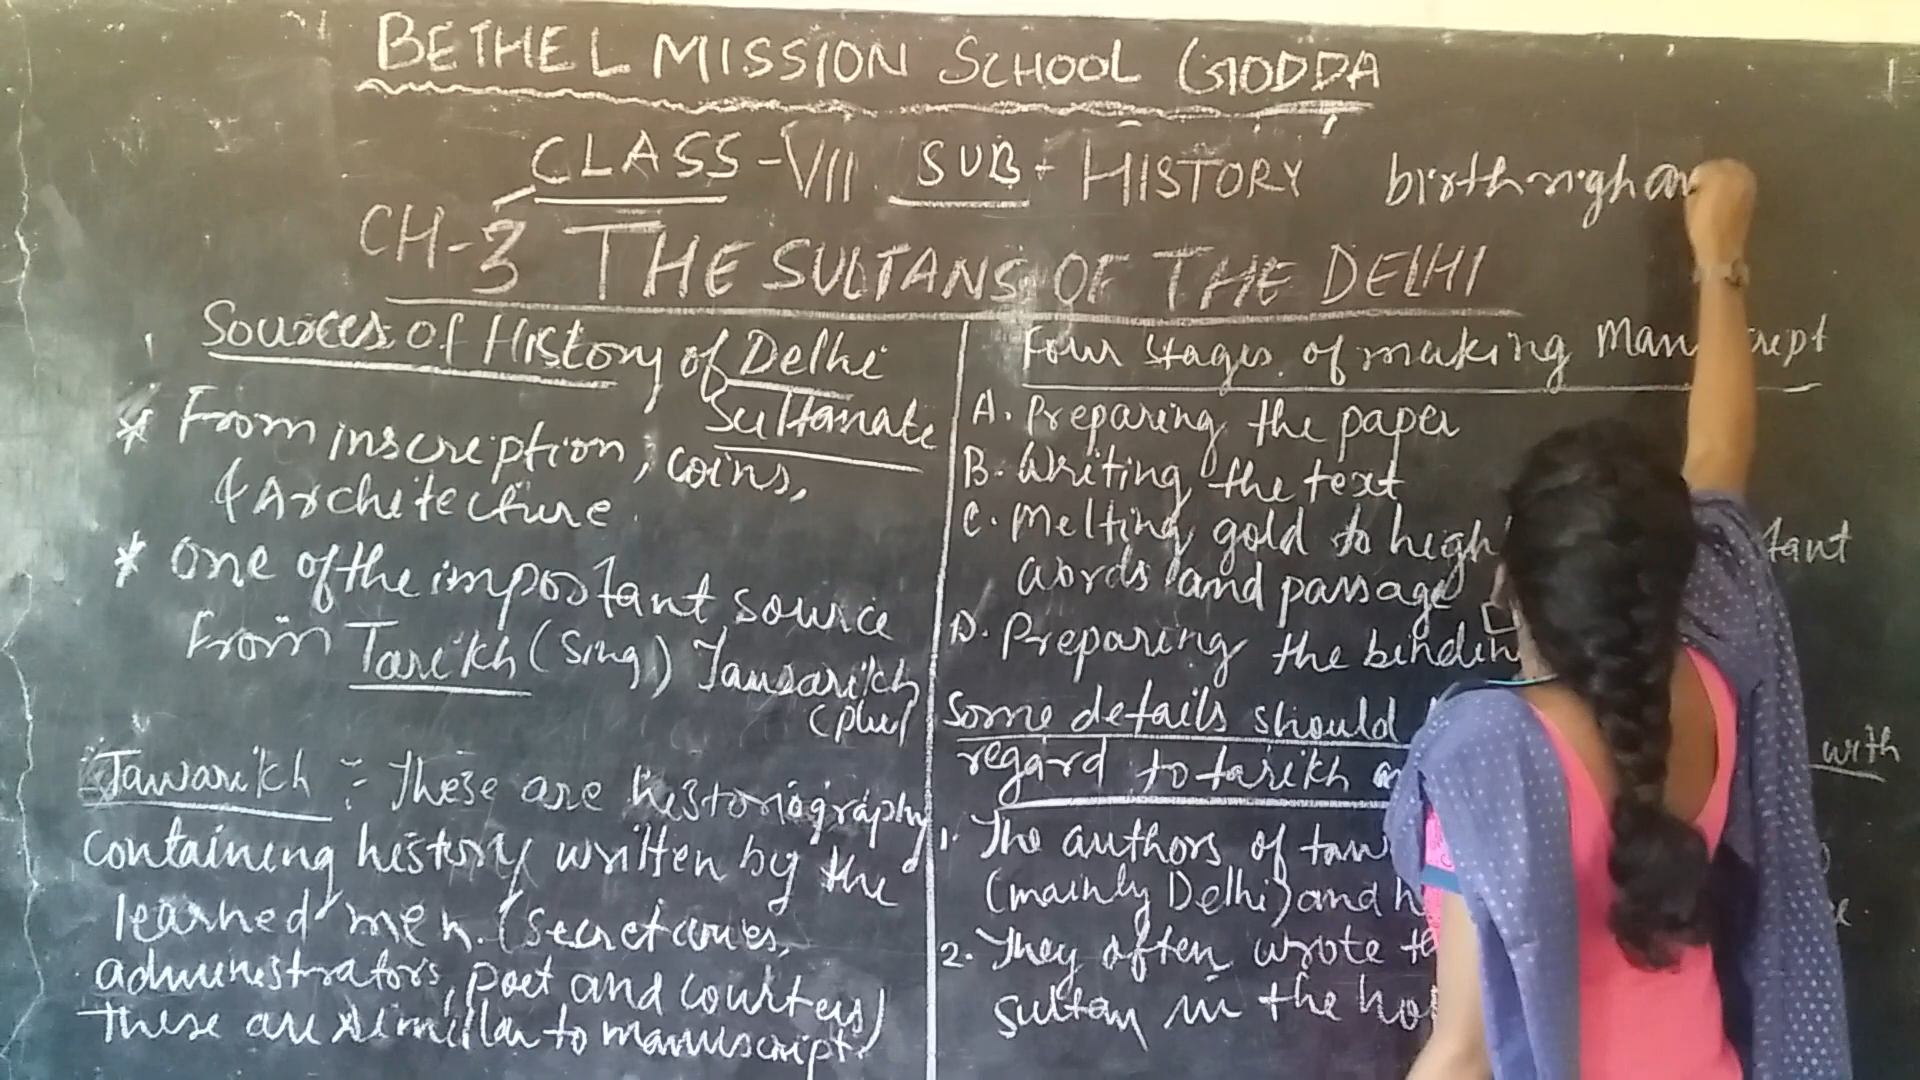 BETHEL MISSION SCHOOL GODDA
CLASS-VII SUB- HISTORY
CH-3 THE SULTANS OF THE DELHI
Sources of History of Delhi
Sultanate
* From inscription, coins,
& Architecture.
* One of the important source
from Tarikh (Sing)
(plu)
Tawarikh :- These are historiography
containing history written by the
learned men. (Secretaries,
administrators, poet and courters)
These are similar to manuscript.
birthrigh
Four stages of making
A. Preparing the paper
B. Writing the text
C. Melting gold to high
words and passage
D. Preparing the bindin
Some details should with
regard to tarikh
1. The authors of taw
(mainly Delhi) and h
2. They often wrote
sultan in the ho